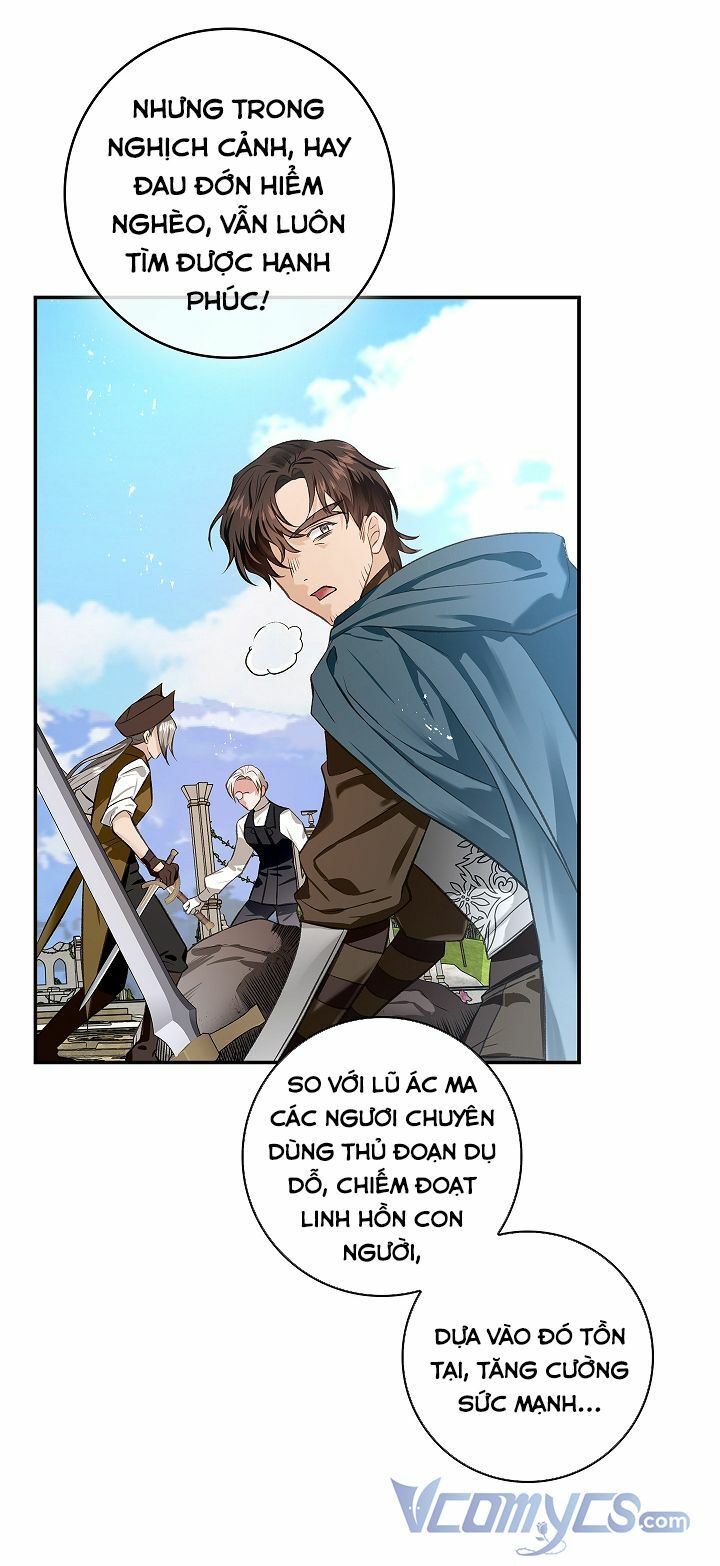 NHƯNG TRONG
NGHỊCH CẢNH, HAY
ĐAU ĐỚN HIỂM
NGHÈO, VẪN LUÔN
TÌM ĐƯỢC HẠNH
PHÚC!
SO VỚI LŨ ÁC MA
CÁC NGƯƠI CHUYÊN
DÙNG THỦ ĐOẠN DỤ
DỖ, CHIẾM ĐOẠT
LINH HỒN CON
NGƯỜI,
DỰA VÀO ĐÓ TỒN
TẠI, TĂNG CƯỜNG
SỨC MẠNH...
VCOMYCS.com